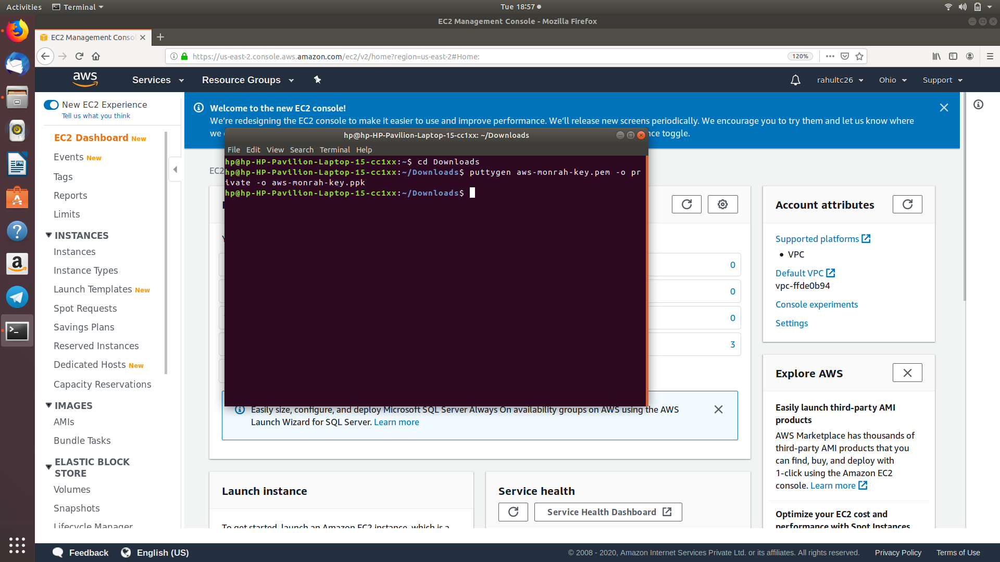 Activities
Terminal
Tue 18:57
EC2 Management Console - Mozilla Firefox
EC2 Management Consol
https://us-east-2.console.aws.amazon.com/ec2/v2/home?region=us-east-2#Home:
120%
aws
Services
Resource Groups
rahultc26
Ohio
Support
New EC2 Experience
Tell us what you think
EC2 Dashboard New
Events New
Tags
Reports
Limits
INSTANCES
Instances
Instance Types
Launch Templates New
Spot Requests
Savings Plans
Reserved Instances
Dedicated Hosts New
Capacity Reservations
IMAGES
AMIs
Bundle Tasks
ELASTIC BLOCK
STORE
Volumes
Snapshots
Lifecycle Manager
Welcome to the new EC2 console!
We're redesigning the EC2 console to make it easier to use and improve performance. We'll release new screens periodically. We encourage you to try them and let us know where
we
nce toggle.
EC2
hp@hp-HP-Pavilion-Laptop-15-cc1xx: ~/Downloads
File Edit View Search Terminal Help
hp@hp-HP-Pavilion-Laptop-15-cc1xx:~$ cd Downloads
hp@hp-HP-Pavilion-Laptop-15-cc1xx:~/Downloads$ puttygen aws-monrah-key.pem -o pr
ivate -o aws-monrah-key.ppk
hp@hp-HP-Pavilion-Laptop-15-cc1xx:~/Downloads$
0
0
0
3
Easily size, configure, and deploy Microsoft SQL Server Always On availability groups on AWS using the AWS
Launch Wizard for SQL Server. Learn more
Launch instance
To get started, launch an Amazon EC2 instance, which is a
Service health
Service Health Dashboard
Account attributes
Supported platforms
• VPC
Default VPC
vpc-ffde0b94
Console experiments
Settings
Explore AWS
Easily launch third-party AMI
products
AWS Marketplace has thousands of
third-party AMI products that you
can find, buy, and deploy with
1-click using the Amazon EC2
console. Learn more
Optimize your EC2 cost and
performance with Spot Instances
Feedback
English (US)
© 2008 - 2020, Amazon Internet Services Private Ltd. or its affiliates. All rights reserved.
Privacy Policy
Terms of Use